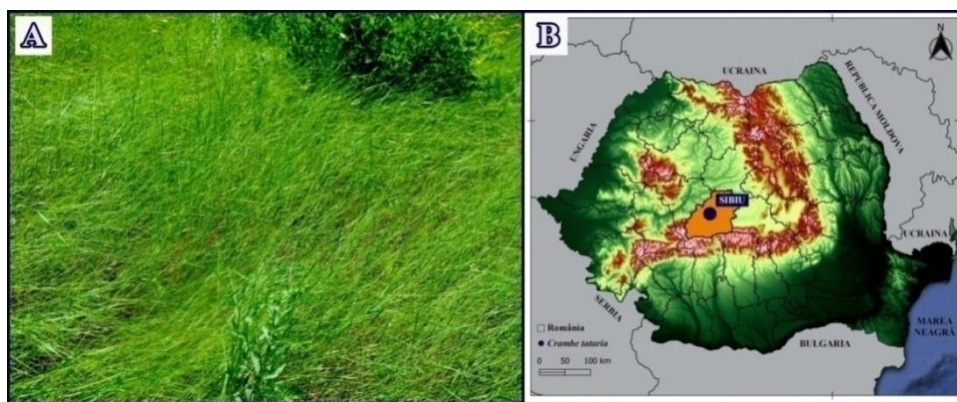 A
B
UCRAINA
REPUBLICA MOLDOVA
UNGARIA
SIBIU
UCRAINA
SERBIA
MAREA
NEAGRĂ
BULGARIA
România
Crambe tataria
0 50 100 km